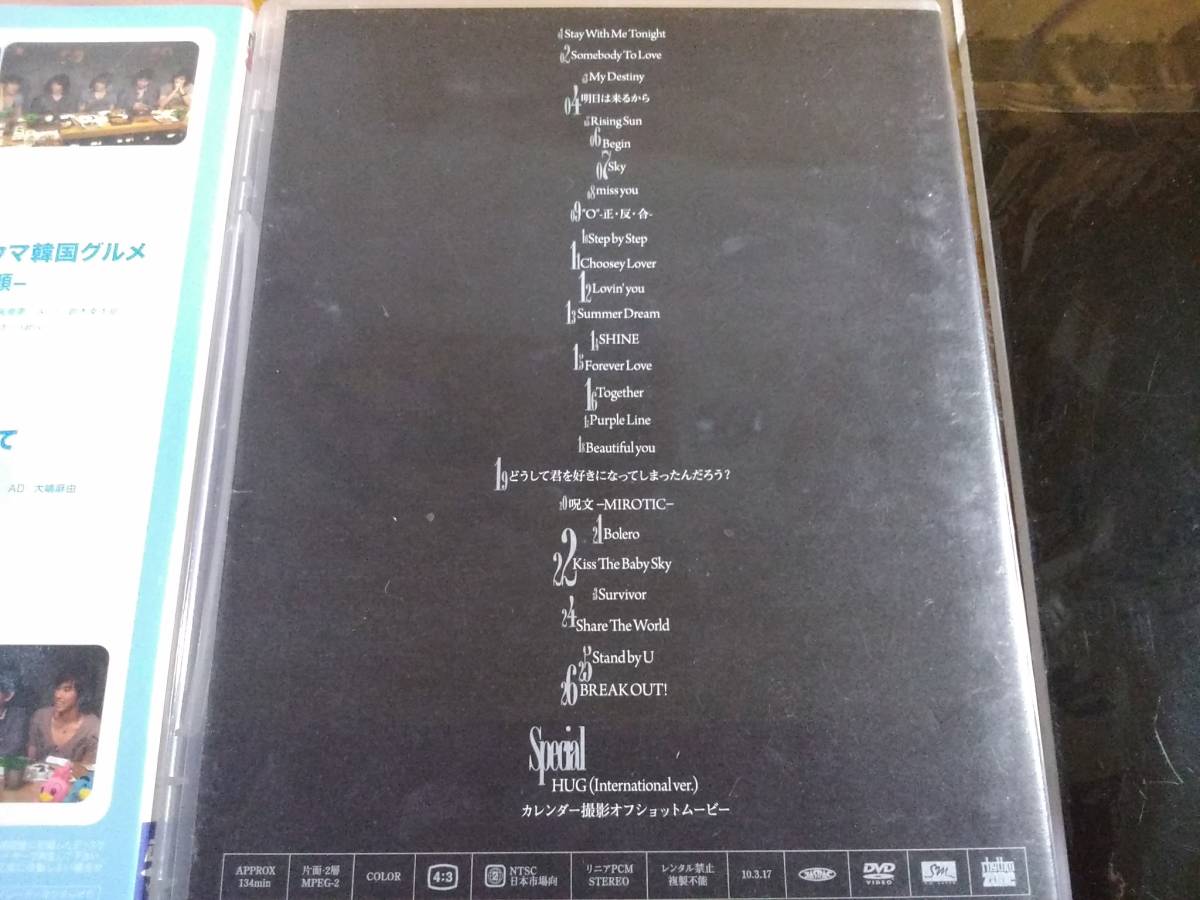 01 Stay With Me Tonight
02 Somebody To Love
03 My Destiny
04 明日は来るから
05 Rising Sun
06 Begin
07 Sky
08 miss you
09 "O"-正・反・合-
10 Step by Step
11 Choosey Lover
12 Lovin' you
13 Summer Dream
14 SHINE
15 Forever Love
16 Together
17 Purple Line
18 Beautiful you
19 どうして君を好きになってしまったんだろう？
20 呪文 –MIROTIC–
21 Bolero
22 Kiss The Baby Sky
23 Survivor
24 Share The World
25 Stand by U
26 BREAK OUT!
Special
HUG (International ver.)
カレンダー撮影オフショットムービー
APPROX
134min
片面・2層
MPEG-2
COLOR
4:3
2
NTSC
日本市場向
リニアPCM
STEREO
レンタル禁止
複製不能
10.3.17
JASRAC
DVD
VIDEO
SM
rhythm
ZONE
マ韓国グルメ
順–
て
AD 大嶋麻由